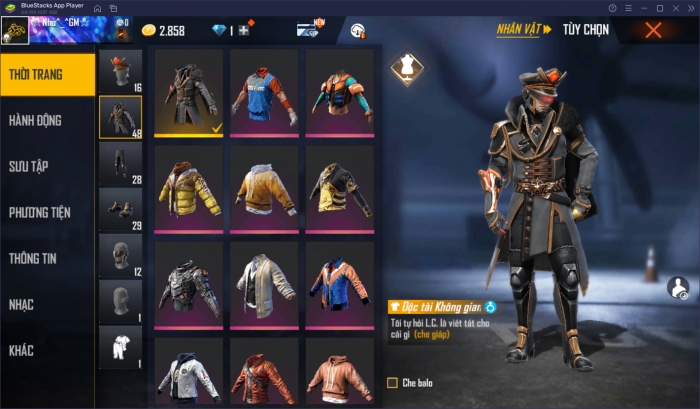 BlueStacks App Player
2.858
1
NEW
NHÂN VẬT
TÙY CHỌN
THỜI TRANG
HÀNH ĐỘNG
SƯU TẬP
PHƯƠNG TIỆN
THÔNG TIN
NHẠC
KHÁC
16
48
28
29
12
1
1
Độc tài Không gian
Tôi tự hỏi L.C. là viết tắt cho
cái gì (che giáp)
Che balo